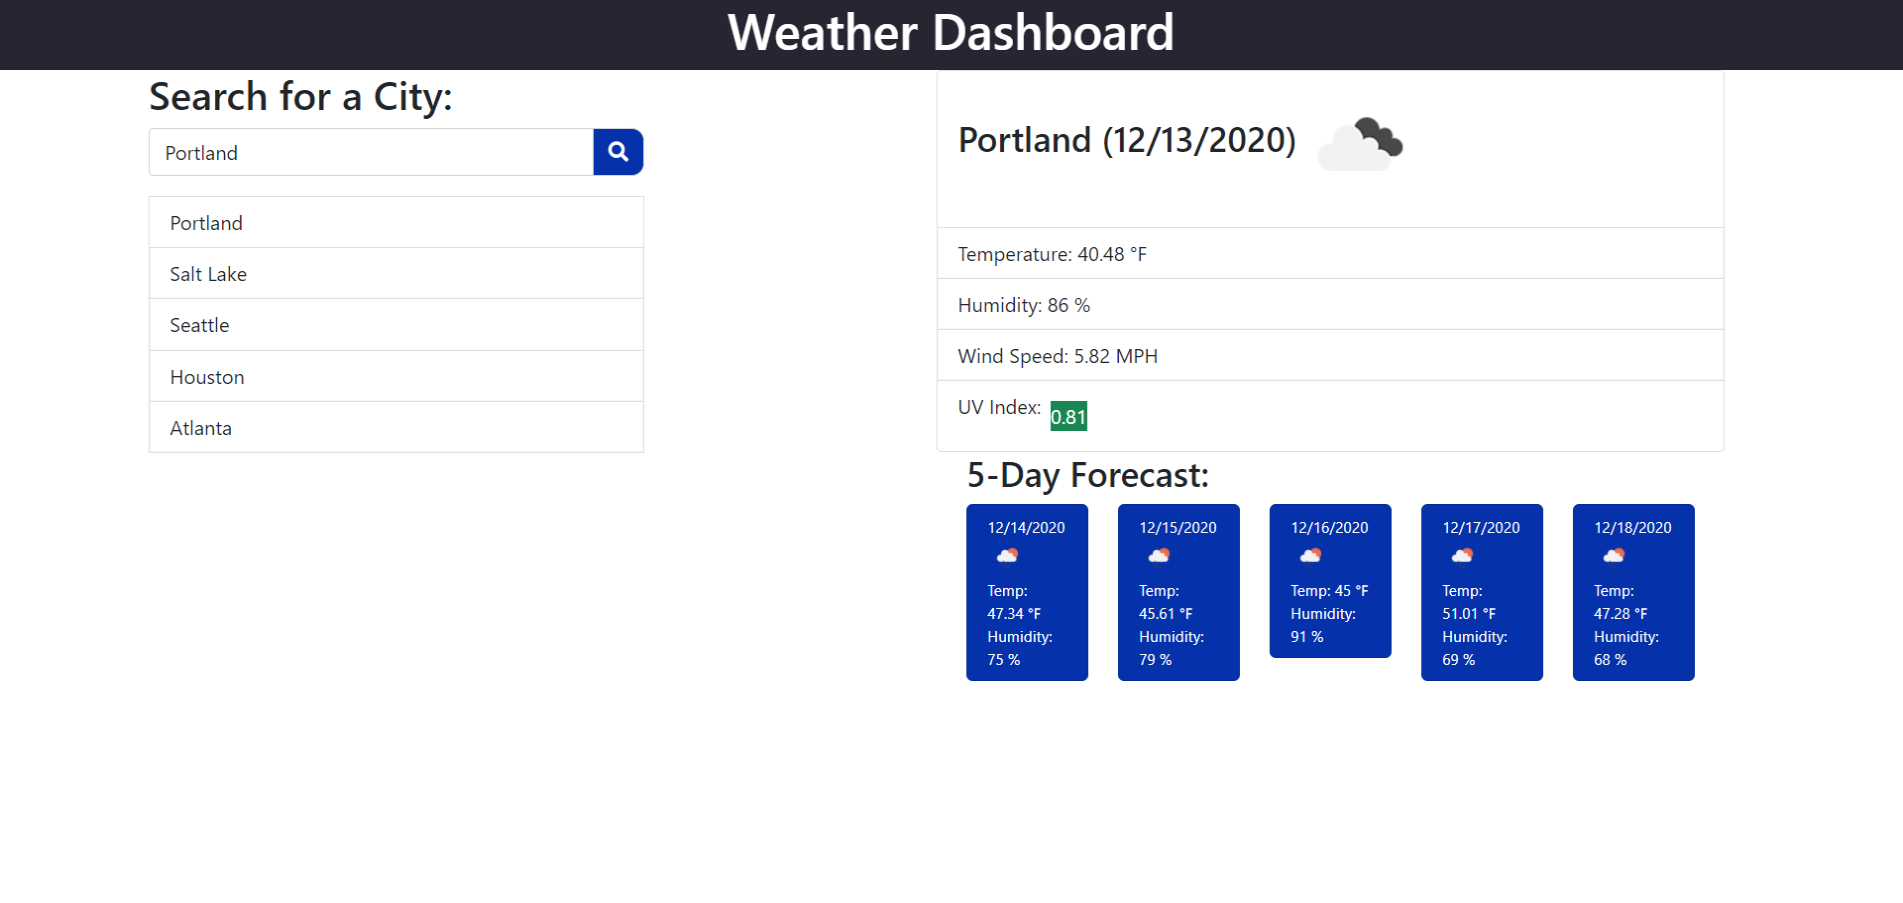 Weather Dashboard
Search for a City:
Portland
Portland
Salt Lake
Seattle
Houston
Atlanta
Portland (12/13/2020)
Temperature: 40.48 °F
Humidity: 86 %
Wind Speed: 5.82 MPH
UV Index: 0.81
5-Day Forecast:
12/14/2020
Temp:
47.34 °F
Humidity:
75 %
12/15/2020
Temp:
45.61 °F
Humidity:
79 %
12/16/2020
Temp: 45 °F
Humidity:
91 %
12/17/2020
Temp:
51.01 °F
Humidity:
69 %
12/18/2020
Temp:
47.28 °F
Humidity:
68 %